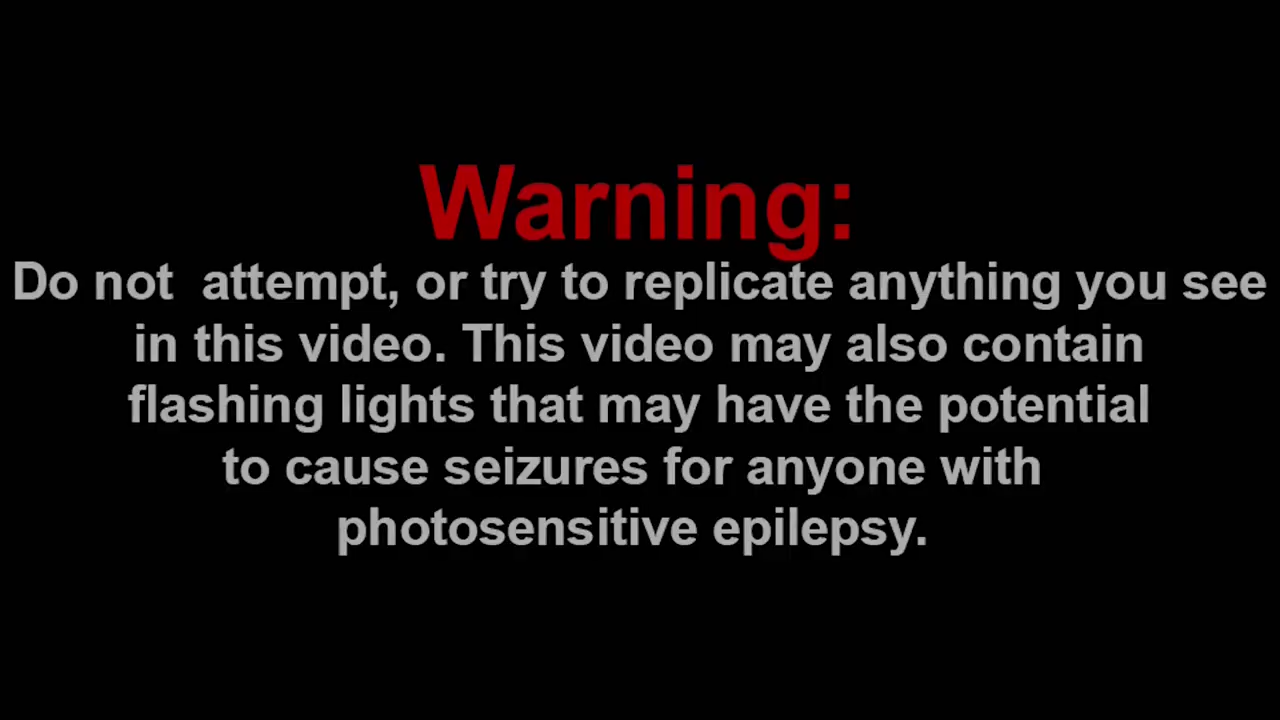 Warning:
Do not  attempt, or try to replicate anything you see
in this video. This video may also contain
flashing lights that may have the potential
to cause seizures for anyone with
photosensitive epilepsy.